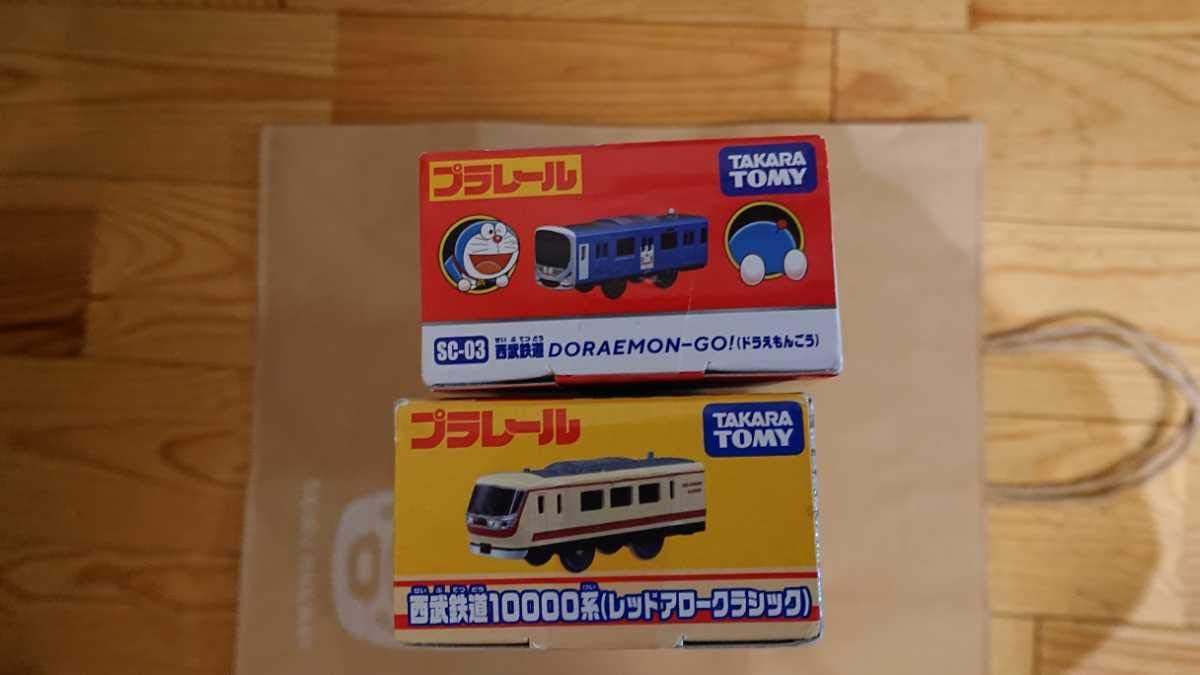 プラレール
TAKARA TOMY
SC-03 せいぶてつどう
西武鉄道 DORAEMON-GO!(ドラえもんごう)
プラレール
TAKARA TOMY
せいぶてつどう けい
西武鉄道10000系(レッドアロークラシック)